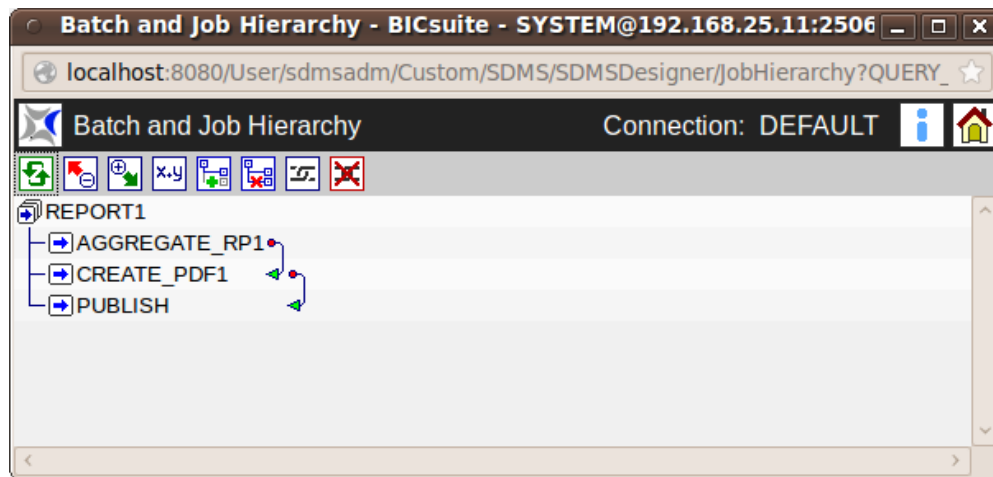 Batch and Job Hierarchy - BICsuite - SYSTEM@192.168.25.11:2506
localhost:8080/User/sdmsadm/Custom/SDMS/SDMSDesigner/JobHierarchy?QUERY_
Batch and Job Hierarchy Connection: DEFAULT
x+y
REPORT1
AGGREGATE_RP1
CREATE_PDF1
PUBLISH